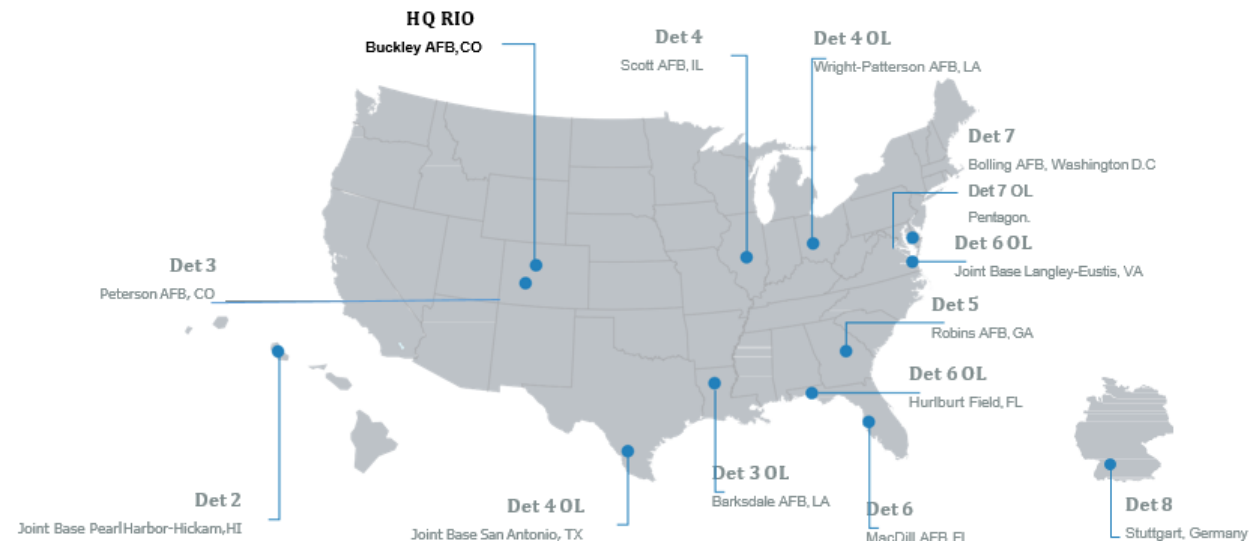 HQ RIO
Buckley AFB,CO
Det 4
Scott AFB, IL
Det 4 OL
Wright-Patterson AFB, LA
Det 7
Bolling AFB, Washington D.C
Det 7 OL
Pentagon.
Det 6 OL
Joint Base Langley-Eustis, VA
Det 3
Peterson AFB, CO
Det 5
Robins AFB, GA
Det 6 OL
Hurlburt Field, FL
Det 3 OL
Barksdale AFB, LA
Det 2
Joint Base Pearl Harbor-Hickam, HI
Det 4 OL
Joint Base San Antonio, TX
Det 6
MacDill AFB, FL
Det 8
Stuttgart, Germany